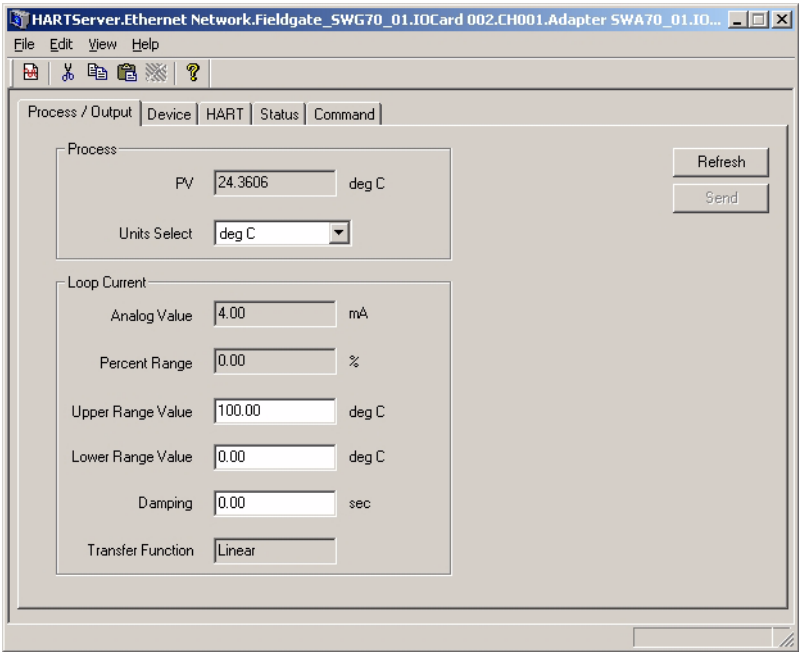 HARTServer.Ethernet Network.Fieldgate_SWG70_01.IOCard 002.CH001.Adapter SWA70_01.IO...
File Edit View Help
Process / Output Device HART Status Command
Process
Refresh
PV 24.3606 deg C
Send
Units Select deg C
Loop Current
Analog Value 4.00 mA
Percent Range 0.00 %
Upper Range Value 100.00 deg C
Lower Range Value 0.00 deg C
Damping 0.00 sec
Transfer Function Linear